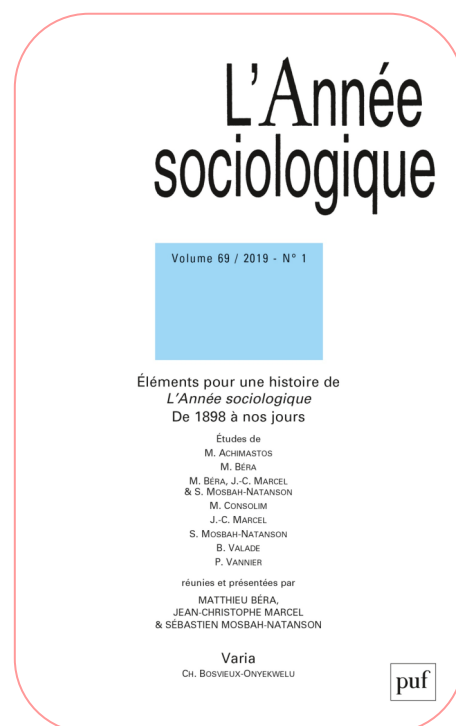 L'Année
sociologique
Volume 69 / 2019 - N° 1
Éléments pour une histoire de
L'Année sociologique
De 1898 à nos jours
Études de
M. ACHIMASTOS
M. BÉRA
M. BÉRA, J.-C. MARCEL
& S. MOSBAH-NATANSON
M. CONSOLIM
J.-C. MARCEL
S. MOSBAH-NATANSON
B. VALADE
P. VANNIER
réunies et présentées par
MATTHIEU BÉRA,
JEAN-CHRISTOPHE MARCEL
& SÉBASTIEN MOSBAH-NATANSON
Varia
CH. BOSVIEUX-ONYEKWELU
puf